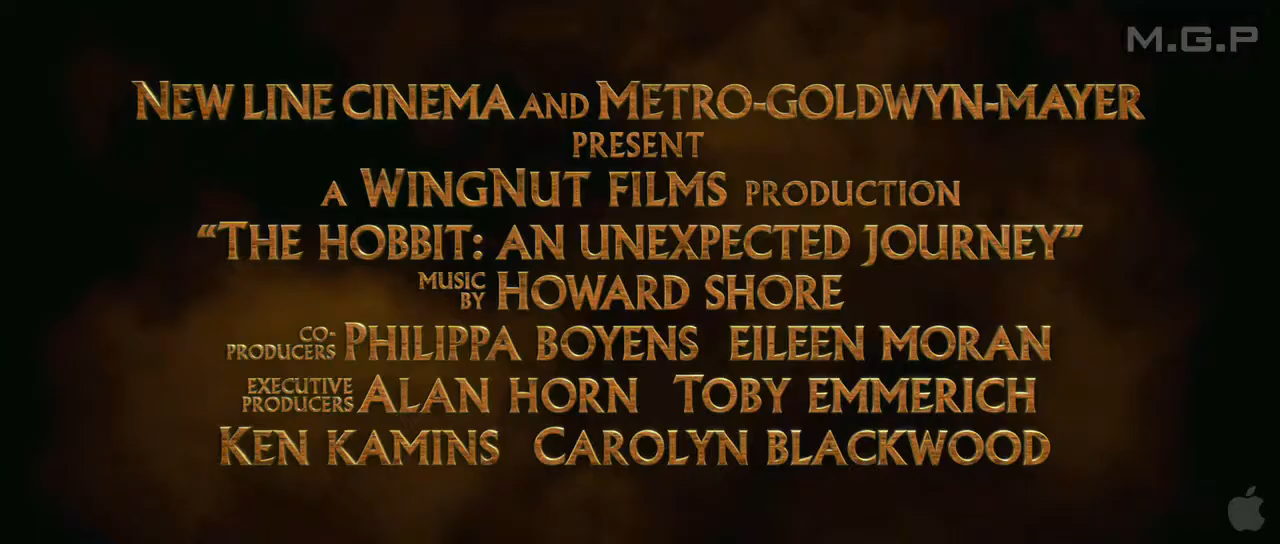 M.G.P
NEW LINE CINEMA AND METRO-GOLDWYN-MAYER
PRESENT
A WINGNUT FILMS PRODUCTION
“THE HOBBIT: AN UNEXPECTED JOURNEY”
MUSIC BY HOWARD SHORE
CO-PRODUCERS PHILIPPA BOYENS EILEEN MORAN
EXECUTIVE PRODUCERS ALAN HORN TOBY EMMERICH
KEN KAMINS CAROLYN BLACKWOOD